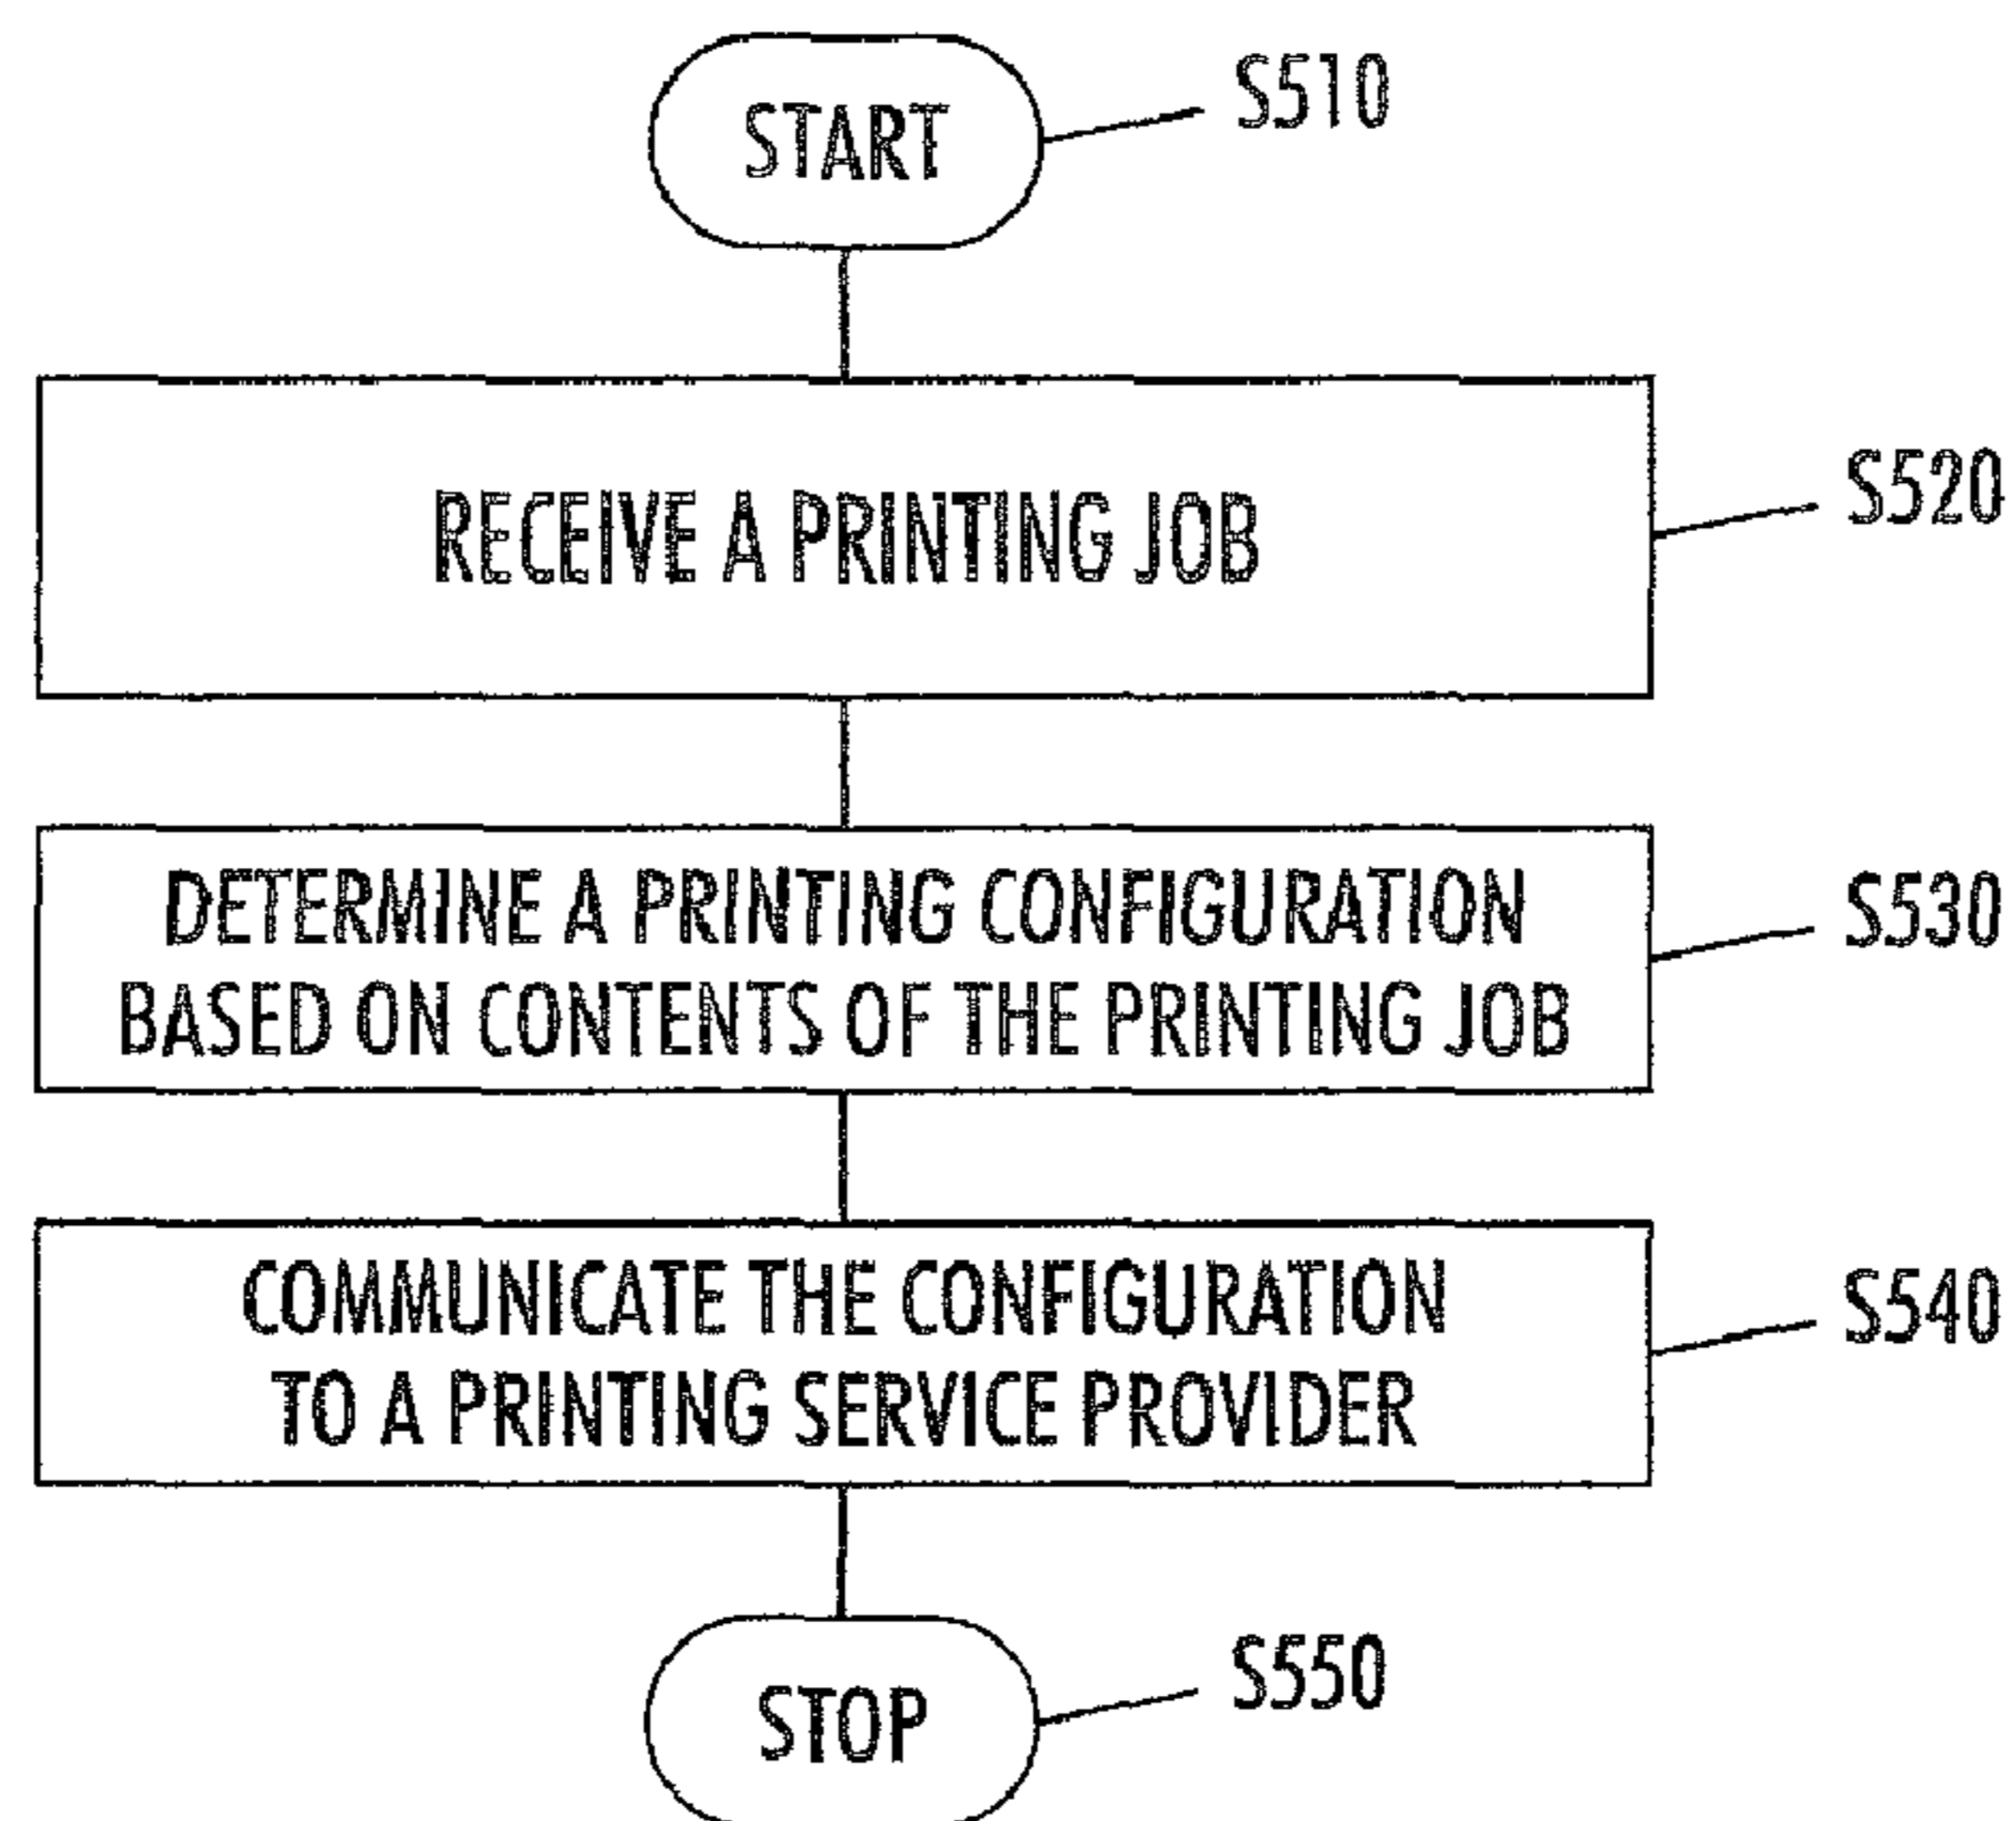 START
S510
RECEIVE A PRINTING JOB
S520
DETERMINE A PRINTING CONFIGURATION
BASED ON CONTENTS OF THE PRINTING JOB
S530
COMMUNICATE THE CONFIGURATION
TO A PRINTING SERVICE PROVIDER
S540
STOP
S550